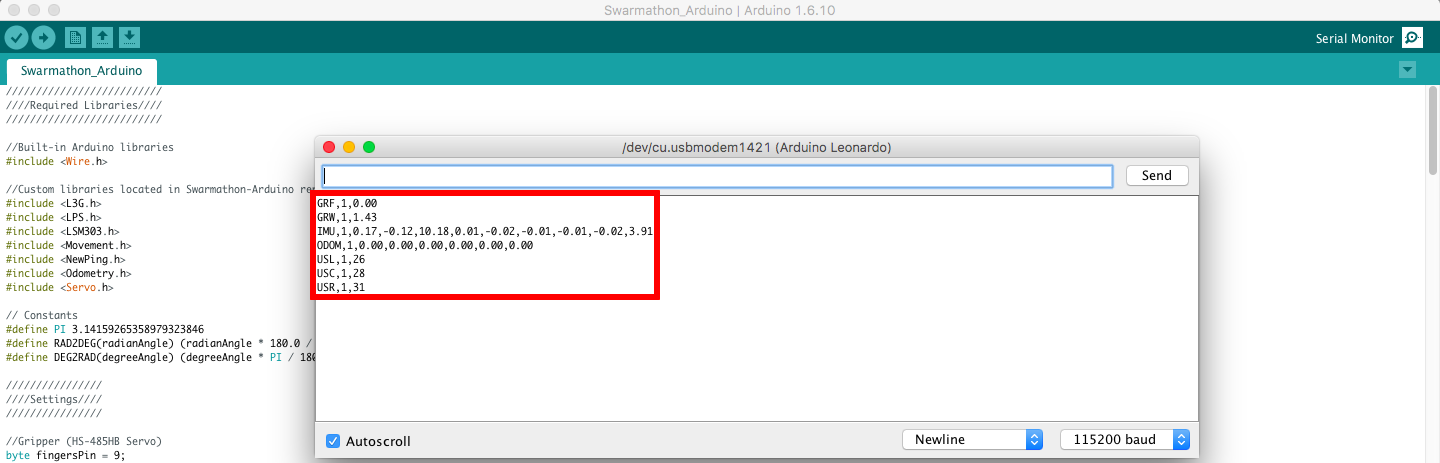 Swarmathon_Arduino | Arduino 1.6.10
Serial Monitor
Swarmathon_Arduino
//////////////////////////
////Required Libraries////
//////////////////////////
//Built-in Arduino libraries
#include <Wire.h>
//Custom libraries located in Swarmathon-Arduino re
#include <L3G.h>
#include <LPS.h>
#include <LSM303.h>
#include <Movement.h>
#include <NewPing.h>
#include <Odometry.h>
#include <Servo.h>
// Constants
#define PI 3.14159265358979323846
#define RAD2DEG(radianAngle) (radianAngle * 180.0 /
#define DEG2RAD(degreeAngle) (degreeAngle * PI / 180
////////////////
////Settings////
////////////////
//Gripper (HS-485HB Servo)
byte fingersPin = 9;
/dev/cu.usbmodem1421 (Arduino Leonardo)
Send
GRF,1,0.00
GRW,1,1.43
IMU,1,0.17,-0.12,10.18,0.01,-0.02,-0.01,-0.01,-0.02,3.91
ODOM,1,0.00,0.00,0.00,0.00,0.00,0.00
USL,1,26
USC,1,28
USR,1,31
Autoscroll
Newline
115200 baud